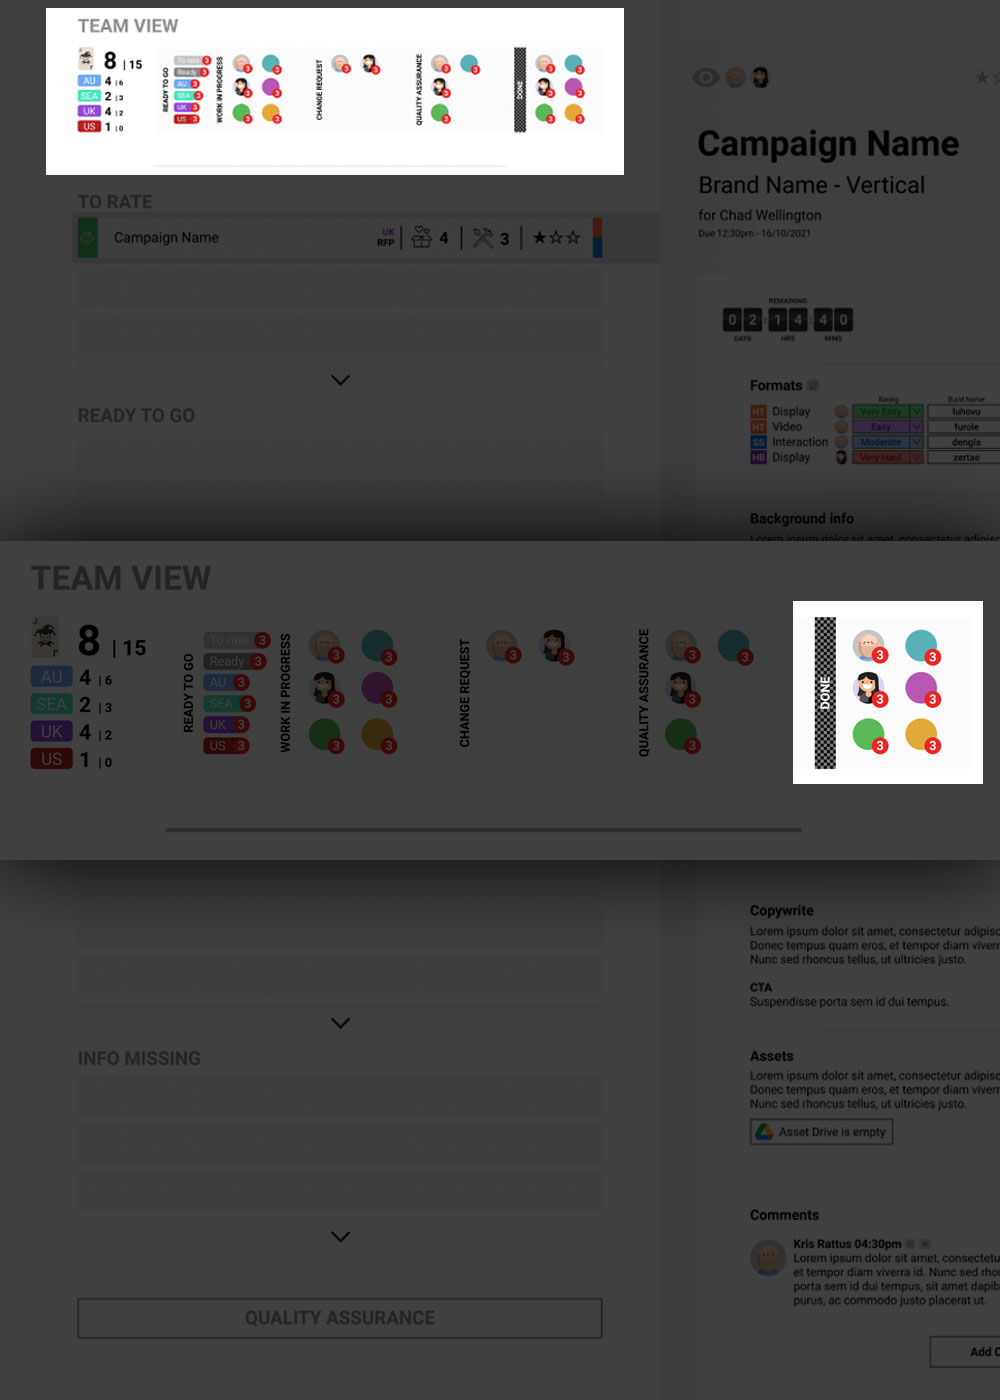 TEAM VIEW
8 | 15
AU 4 | 6
SEA 2 | 3
UK 4 | 2
US 1 | 0
READY TO GO
To rate 3
Ready 3
AU 3
SEA 3
UK 3
US 3
WORK IN PROGRESS
3 3
3 3
3 3
CHANGE REQUEST
3 3
QUALITY ASSURANCE
3 3
3
3
DONE
3 3
3 3
3 3
TO RATE
Campaign Name
UK
RFP
4
3
READY TO GO
Campaign Name
Brand Name - Vertical
for Chad Wellington
Due 12:30pm - 16/10/2021
REMAINING
02:14:40
DAYS HRS MINS
Formats
Rating Build Name
HT Display Very Easy luhovu
HT Video Easy furole
SS Interaction Moderate dengla
HB Display Very Hard zertae
Background info
Lorem ipsum dolor sit amet, consectetur adipisc
TEAM VIEW
J
8 | 15
AU 4 | 6
SEA 2 | 3
UK 4 | 2
US 1 | 0
READY TO GO
To rate 3
Ready 3
AU 3
SEA 3
UK 3
US 3
WORK IN PROGRESS
3 3
3 3
3 3
CHANGE REQUEST
3 3
QUALITY ASSURANCE
3 3
3
3
DONE
3 3
3 3
3 3
INFO MISSING
QUALITY ASSURANCE
Copywrite
Lorem ipsum dolor sit amet, consectetur adipisc
Donec tempus quam eros, et tempor diam viverr
Nunc sed rhoncus tellus, ut ultricies justo.
CTA
Suspendisse porta sem id dui tempus.
Assets
Lorem ipsum dolor sit amet, consectetur adipisc
Donec tempus quam eros, et tempor diam viverr
Nunc sed rhoncus tellus, ut ultricies justo.
Asset Drive is empty
Comments
Kris Rattus 04:30pm
Lorem ipsum dolor sit amet, consectetu
et tempor diam viverra id. Nunc sed rho
porta sem id dui tempus, sit amet dapib
purus, ac commodo justo placerat ut.
Add C